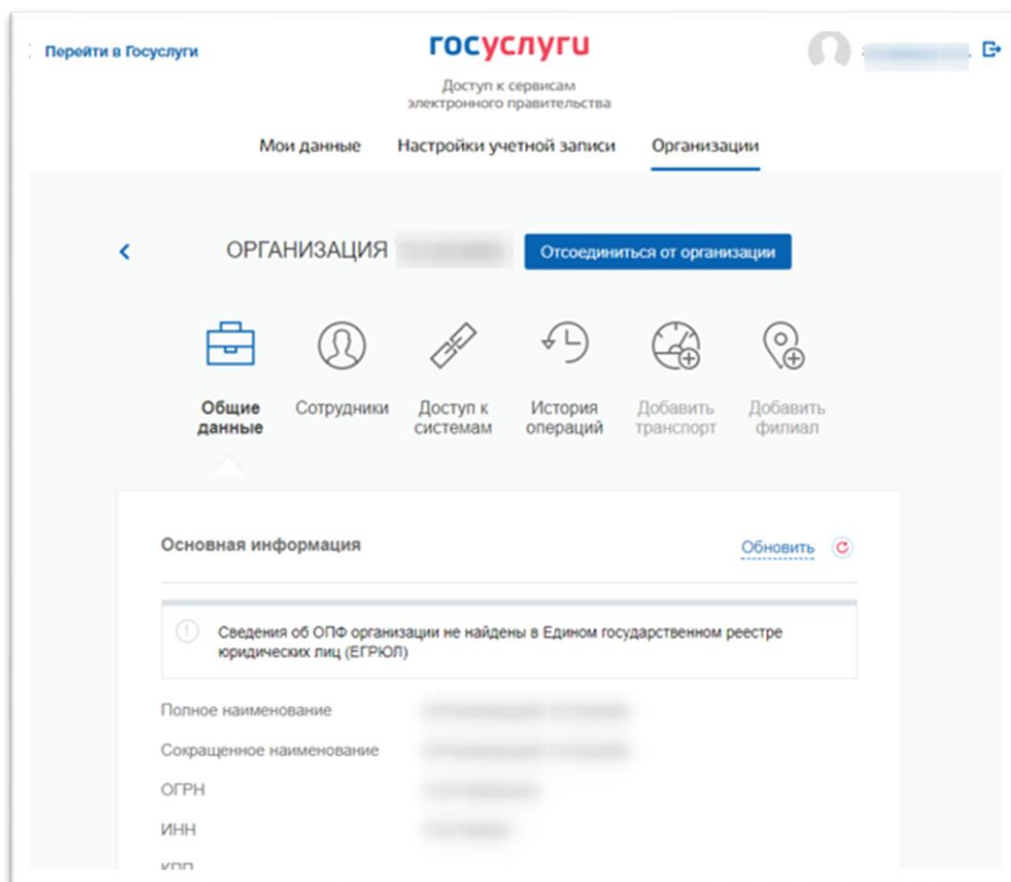 Перейти в Госуслуги
госуслуги
Доступ к сервисам
электронного правительства
Мои данные Настройки учетной записи Организации
ОРГАНИЗАЦИЯ
Отсоединиться от организации
Общие данные
Сотрудники
Доступ к системам
История операций
Добавить транспорт
Добавить филиал
Основная информация
Обновить
Сведения об ОПФ организации не найдены в Едином государственном реестре
юридических лиц (ЕГРЮЛ)
Полное наименование
Сокращенное наименование
ОГРН
ИНН
КПП